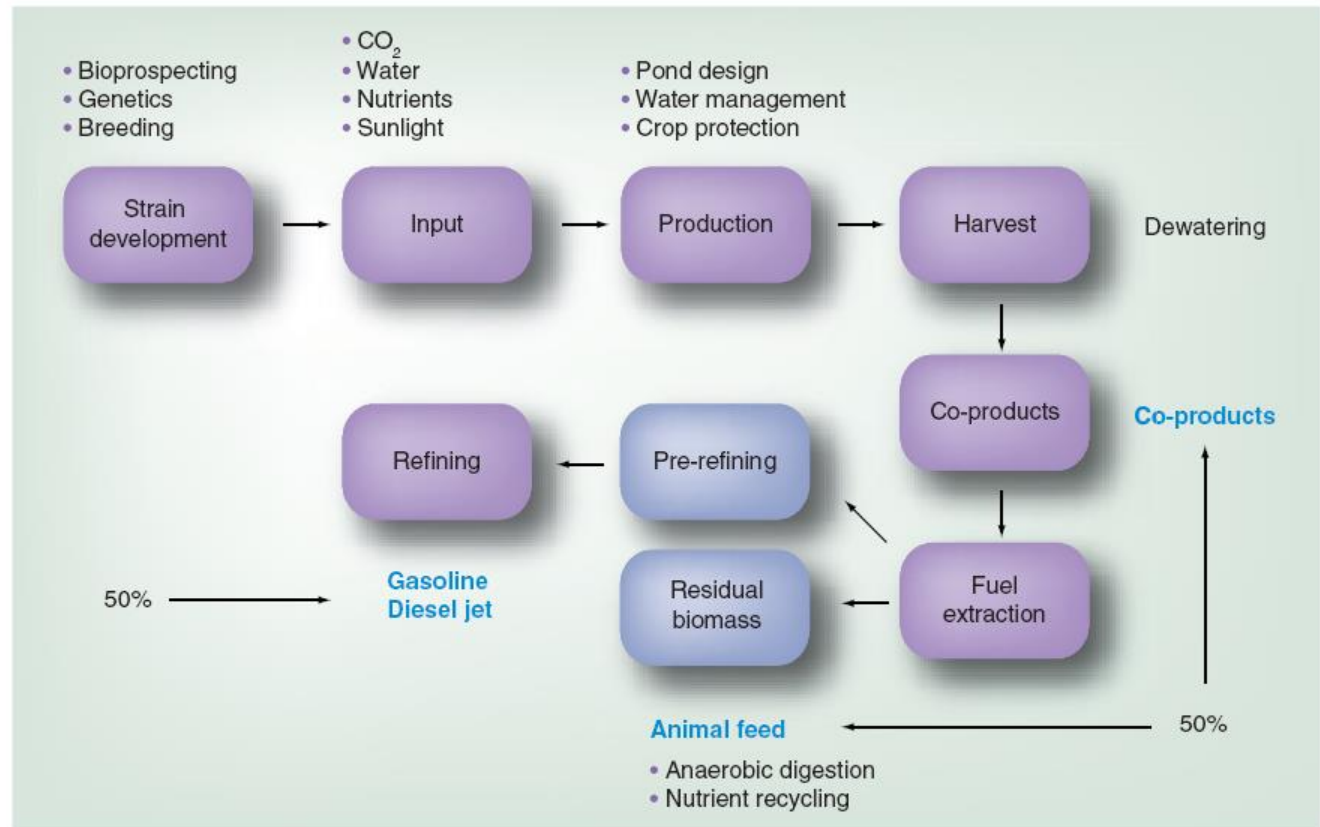 • Bioprospecting
• Genetics
• Breeding
• CO₂
• Water
• Nutrients
• Sunlight
• Pond design
• Water management
• Crop protection
Strain
development
Input
Production
Harvest
Dewatering
Co-products
Co-products
Refining
Pre-refining
Gasoline
Diesel jet
50%
Residual
biomass
Fuel
extraction
Animal feed
50%
• Anaerobic digestion
• Nutrient recycling